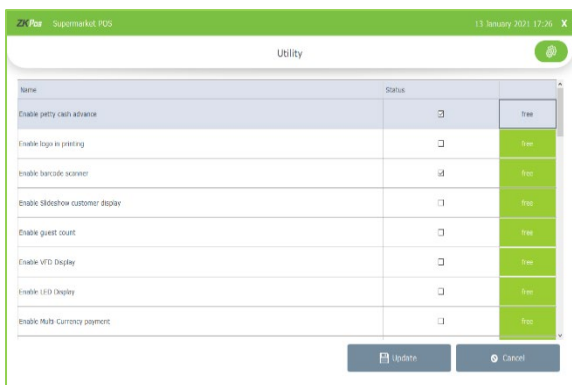 ZKPos Supermarket POS 13 January 2021 17:26 X
Utility
Name Status
Enable petty cash advance free
Enable logo in printing free
Enable barcode scanner free
Enable Slideshow customer display free
Enable guest count free
Enable VFD Display free
Enable LED Display free
Enable Multi-Currency payment free
Update Cancel